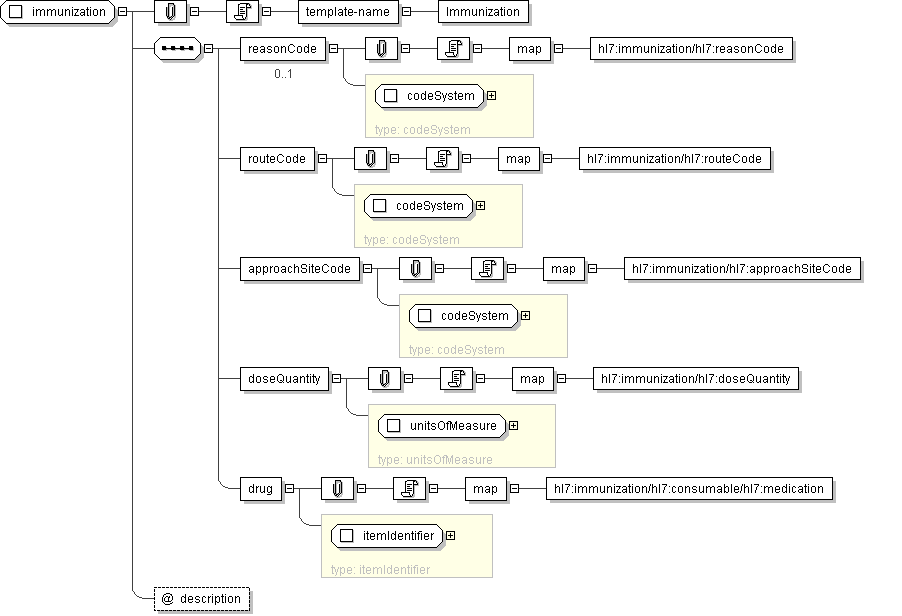 immunization template-name Immunization
reasonCode map hl7:immunization/hl7:reasonCode
0..1
codeSystem
type: codeSystem
routeCode map hl7:immunization/hl7:routeCode
codeSystem
type: codeSystem
approachSiteCode map hl7:immunization/hl7:approachSiteCode
codeSystem
type: codeSystem
doseQuantity map hl7:immunization/hl7:doseQuantity
unitsOfMeasure
type: unitsOfMeasure
drug map hl7:immunization/hl7:consumable/hl7:medication
itemIdentifier
type: itemIdentifier
@ description